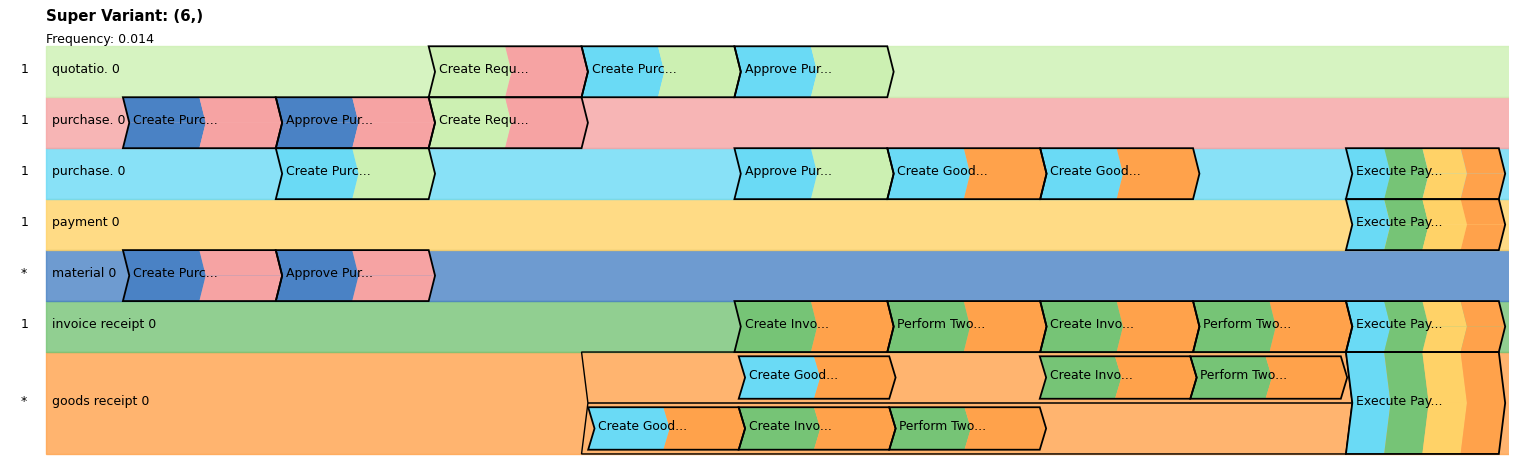 Super Variant: (6,)
Frequency: 0.014
1 quotatio. 0 Create Requ... Create Purc... Approve Pur...
1 purchase. 0 Create Purc... Approve Pur... Create Requ...
1 purchase. 0 Create Purc... Approve Pur... Create Good... Create Good... Execute Pay...
1 payment 0 Execute Pay...
* material 0 Create Purc... Approve Pur...
1 invoice receipt 0 Create Invo... Perform Two... Create Invo... Perform Two... Execute Pay...
Create Good... Create Invo... Perform Two...
* goods receipt 0 Execute Pay...
Create Good... Create Invo... Perform Two...